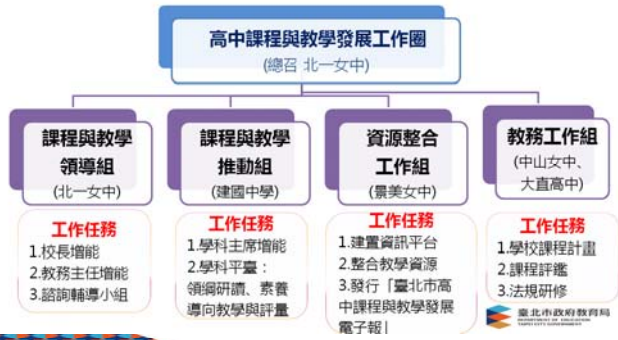 高中課程與教學發展工作圈
(總召 北一女中)
課程與教學
領導組
(北一女中)
工作任務
1.校長增能
2.教務主任增能
3.諮詢輔導小組
課程與教學
推動組
(建國中學)
工作任務
1.學科主席增能
2.學科平臺：
領綱研讀、素養
導向教學與評量
資源整合
工作組
(景美女中)
工作任務
1.建置資訊平台
2.整合教學資源
3.發行「臺北市高
中課程與教學發展
電子報」
教務工作組
(中山女中、
大直高中)
工作任務
1.學校課程計畫
2.課程評鑑
3.法規研修
臺北市政府教育局
DEPARTMENT OF EDUCATION
TAIPEI CITY GOVERNMENT